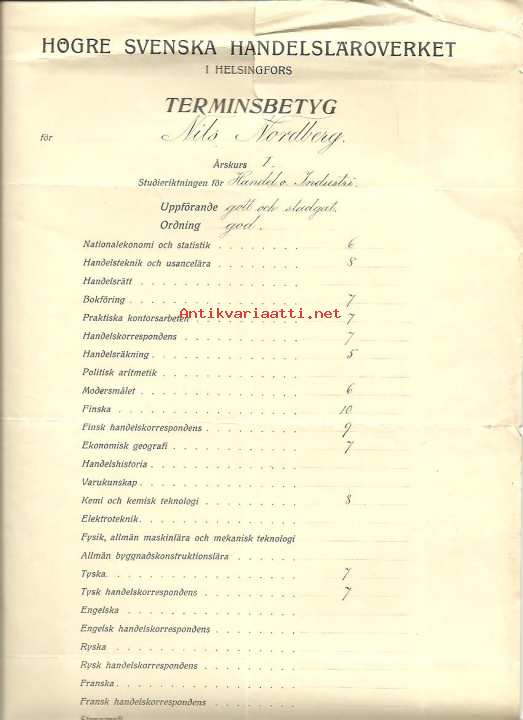 HÖGRE SVENSKA HANDELSLÄROVERKET
I HELSINGFORS
TERMINSBETYG
för Nils Nordberg.
Årskurs I.
Studieriktningen för Handel o. Industri.
Uppförande gott och stadgat.
Ordning god.
Nationalekonomi och statistik 6
Handelsteknik och usancelära 8
Handelsrätt
Bokföring 7
Antikvariaatti.net
Praktiska kontorsarbeten 7
Handelskorrespondens 7
Handelsräkning 5
Politisk aritmetik
Modersmålet 6
Finska 10
Finsk handelskorrespondens 9
Ekonomisk geografi 7
Handelshistoria
Varukunskap
Kemi och kemisk teknologi 8
Elektroteknik
Fysik, allmän maskinlära och mekanisk teknologi
Allmän byggnadskonstruktionslära
Tyska 7
Tysk handelskorrespondens 7
Engelska
Engelsk handelskorrespondens
Ryska
Rysk handelskorrespondens
Franska
Fransk handelskorrespondens